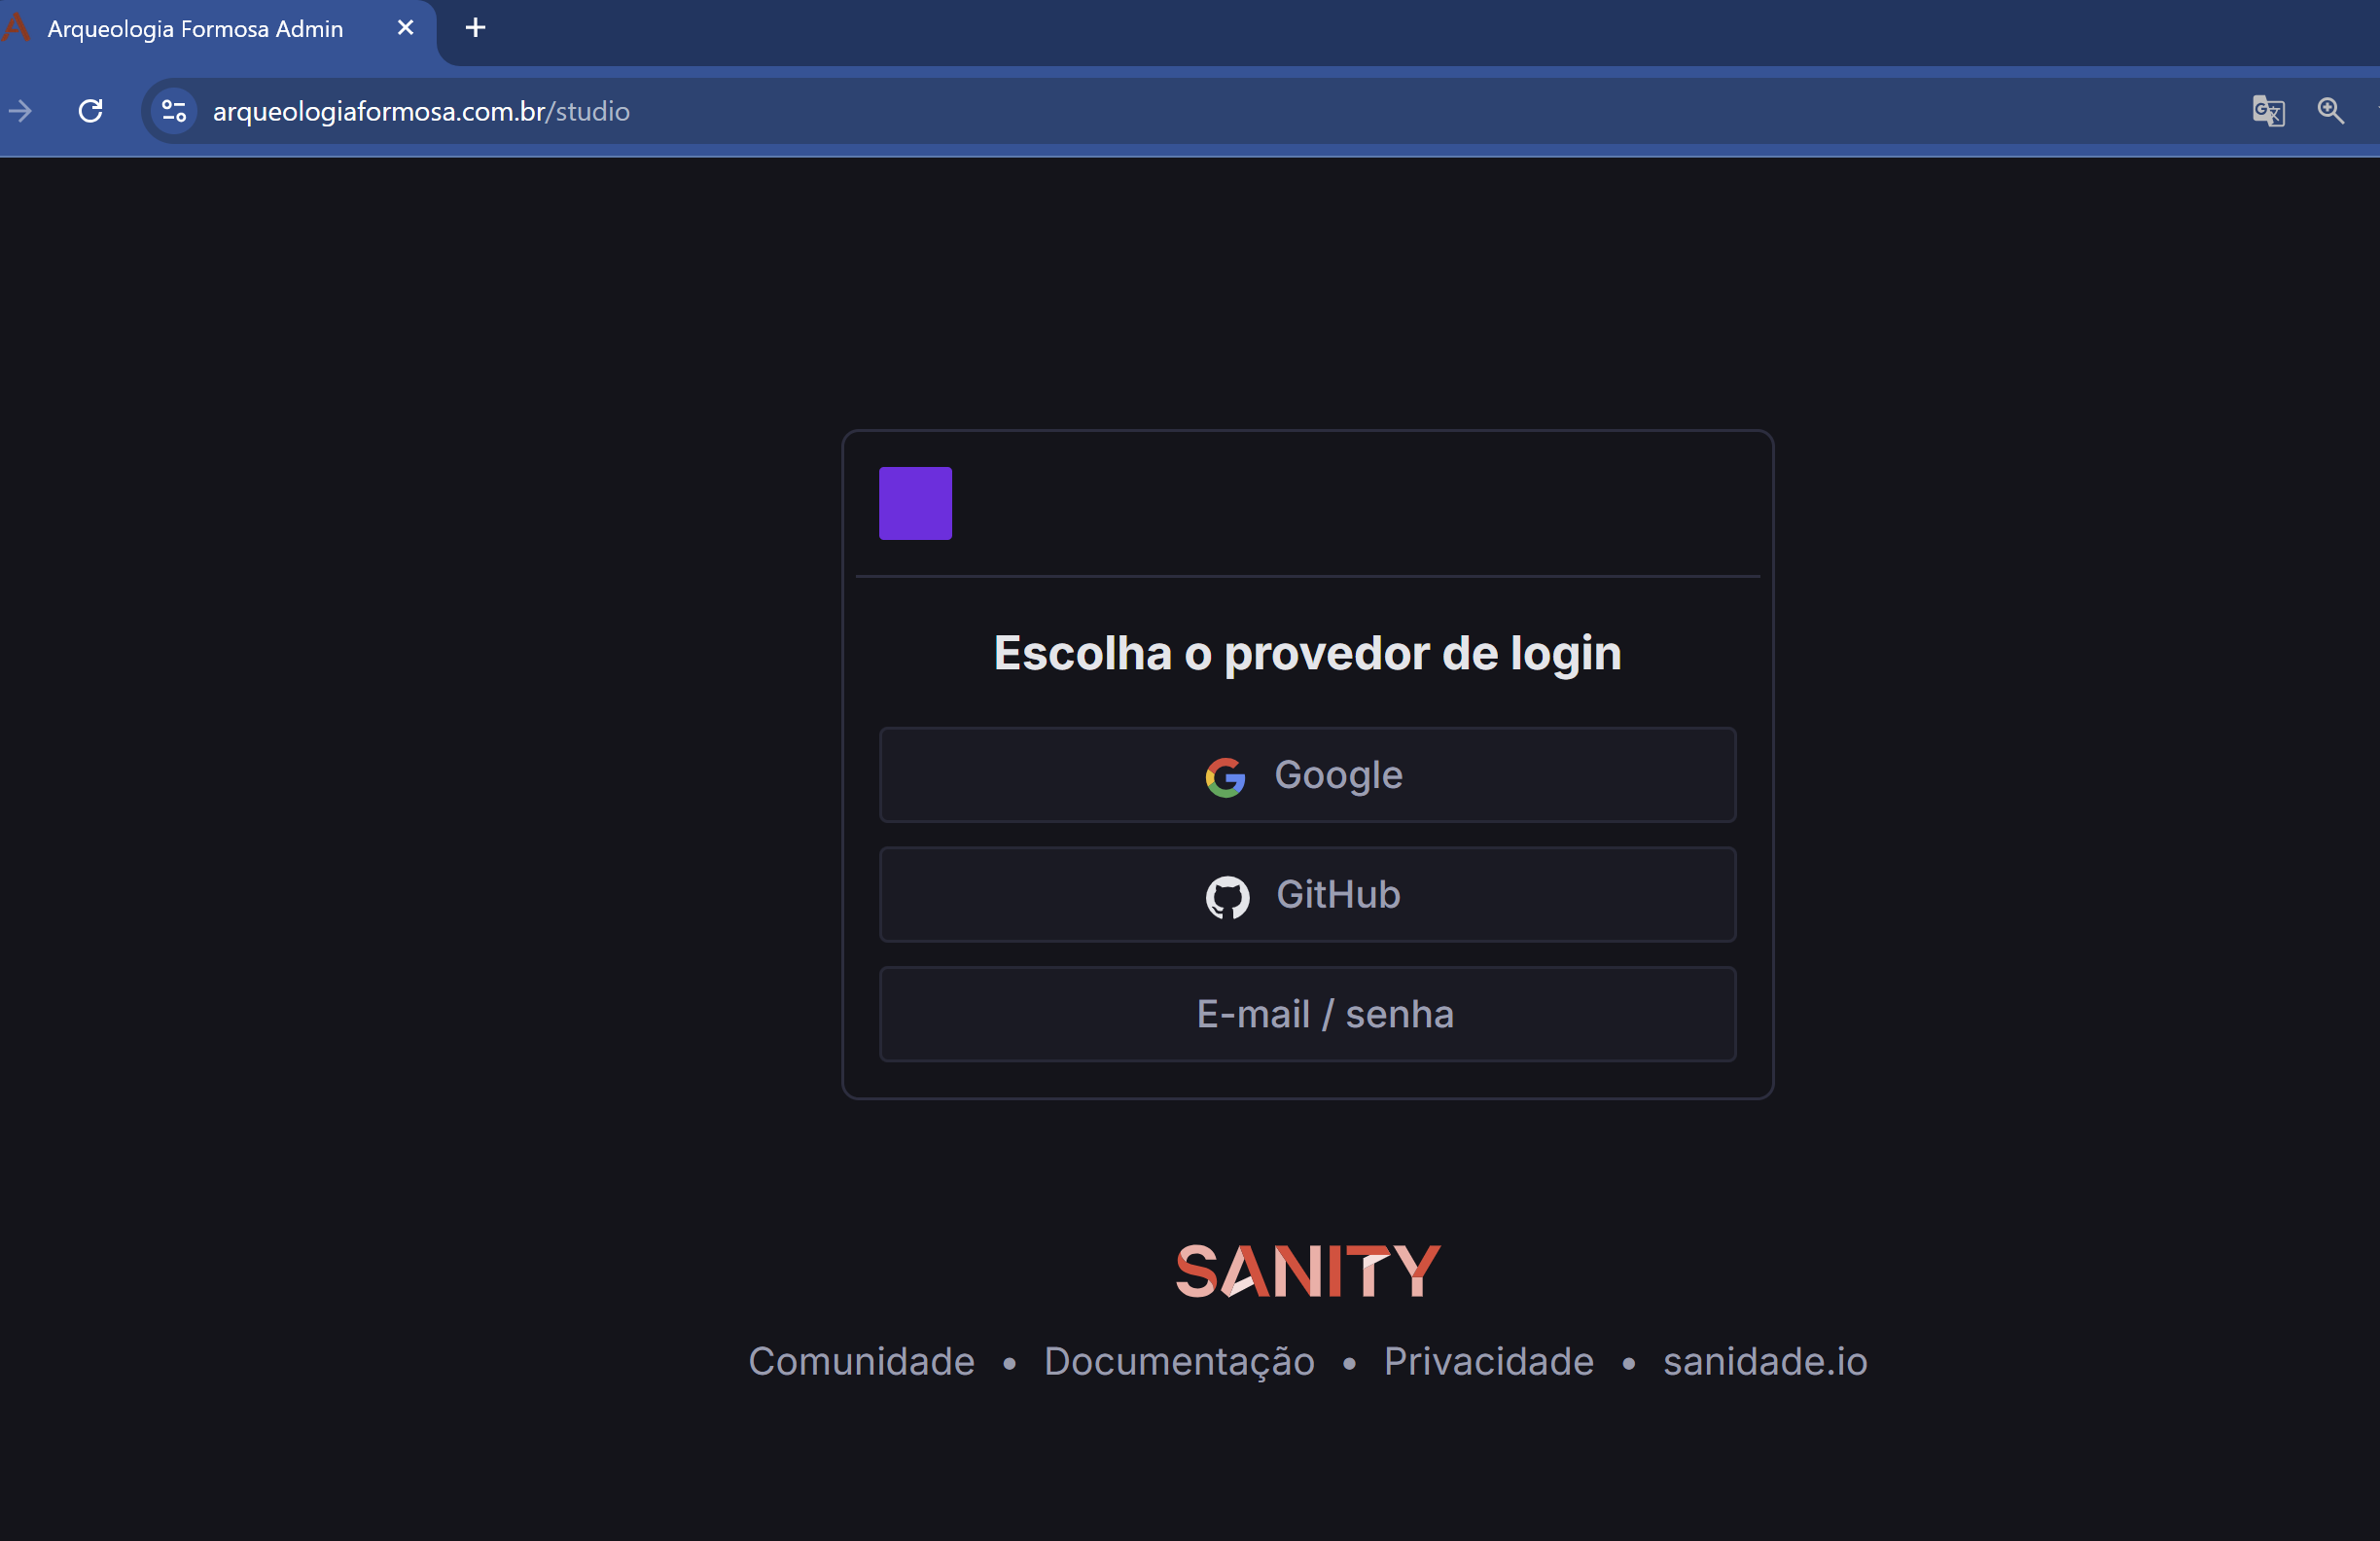 Arqueologia Formosa Admin
arqueologiaformosa.com.br/studio
Escolha o provedor de login
Google
GitHub
E-mail / senha
SANITY
Comunidade • Documentação • Privacidade • sanidade.io